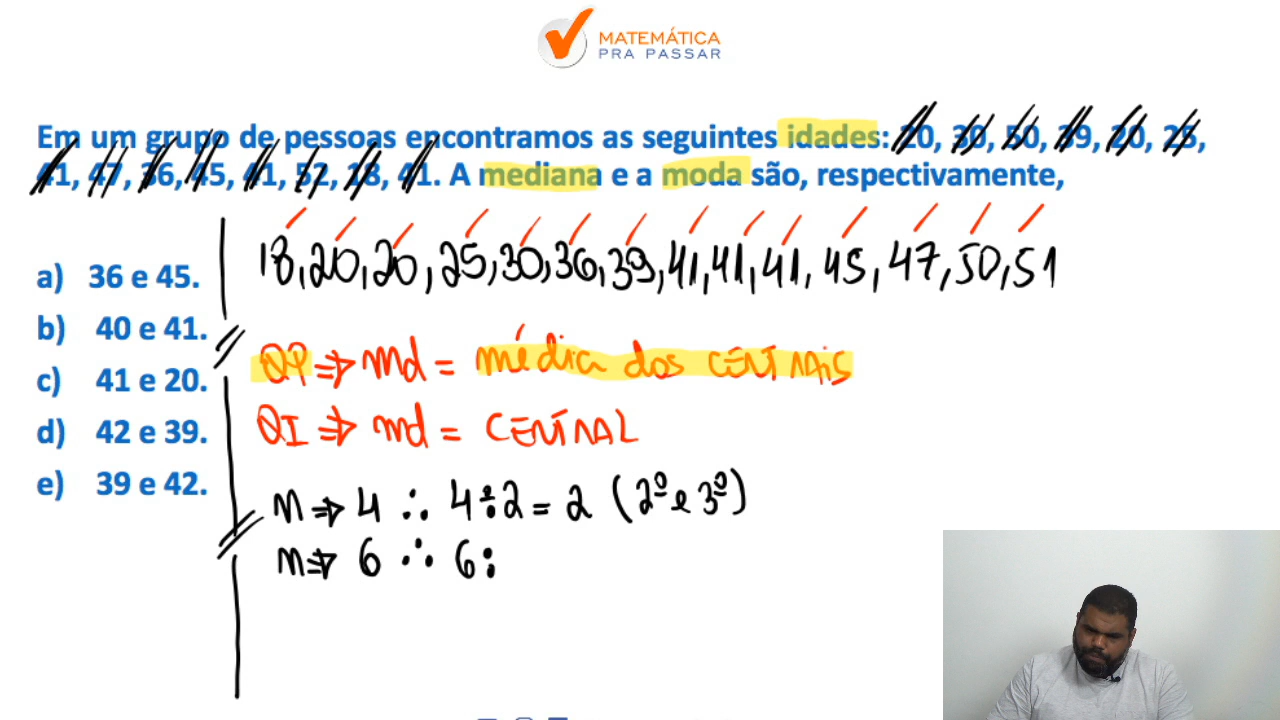 MATEMÁTICA
PRA PASSAR
Em um grupo de pessoas encontramos as seguintes idades: 20, 30, 50, 39, 20, 25,
41, 47, 36, 45, 41, 52, 18, 41. A mediana e a moda são, respectivamente,
18, 20, 20, 25, 30, 36, 39, 41, 41, 41, 45, 47, 50, 51
a) 36 e 45.
b) 40 e 41.
c) 41 e 20.
d) 42 e 39.
e) 39 e 42.
QP ⇒ md = média dos CENTRAIS
QI ⇒ md = CENTRAL
n ⇒ 4 ∴ 4÷2 = 2 (2º e 3º)
n ⇒ 6 ∴ 6: